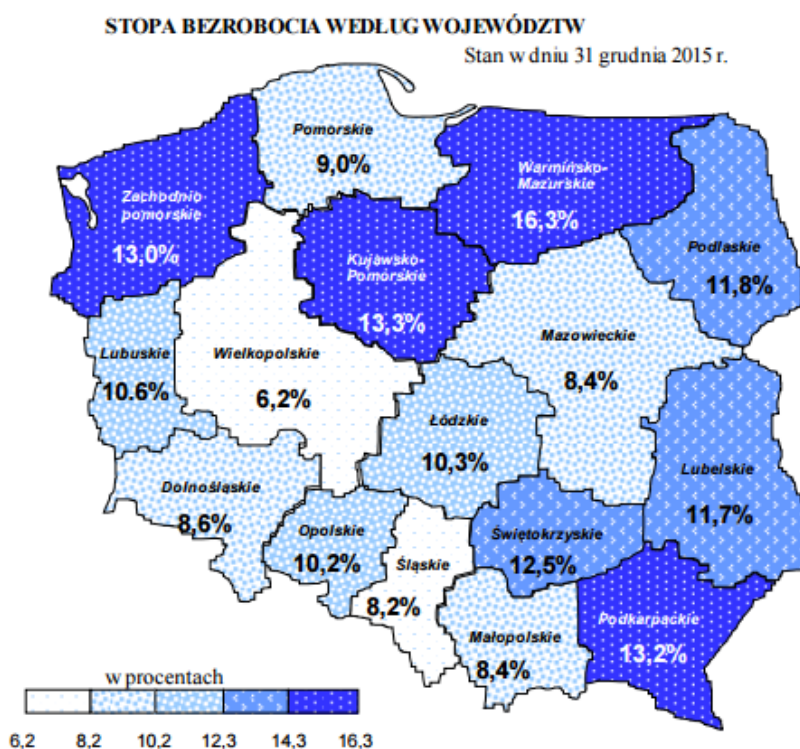 STOPA BEZROBOCIA WEDŁUG WOJEWÓDZTW
Stan w dniu 31 grudnia 2015 r.
Pomorskie
9,0%
Warmińsko-
Mazurskie
16,3%
Zachodnio
pomorskie
13,0%
Kujawsko-
Pomorskie
13,3%
Podlaskie
11,8%
Mazowieckie
8,4%
Lubuskie
10.6%
Wielkopolskie
6,2%
Łódzkie
10,3%
Lubelskie
11,7%
Dolnośląskie
8,6%
Opolskie
10,2%
Śląskie
8,2%
Świętokrzyskie
12,5%
Małopolskie
8,4%
Podkarpackie
13,2%
w procentach
6,2 8,2 10,2 12,3 14,3 16,3